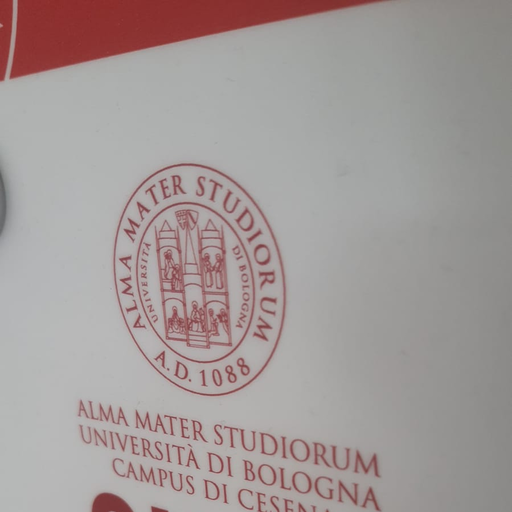 ALMA MATER STUDIORUM
UNIVERSITÀ DI BOLOGNA
A.D. 1088
ALMA MATER STUDIORUM
UNIVERSITÀ DI BOLOGNA
CAMPUS DI CESENA